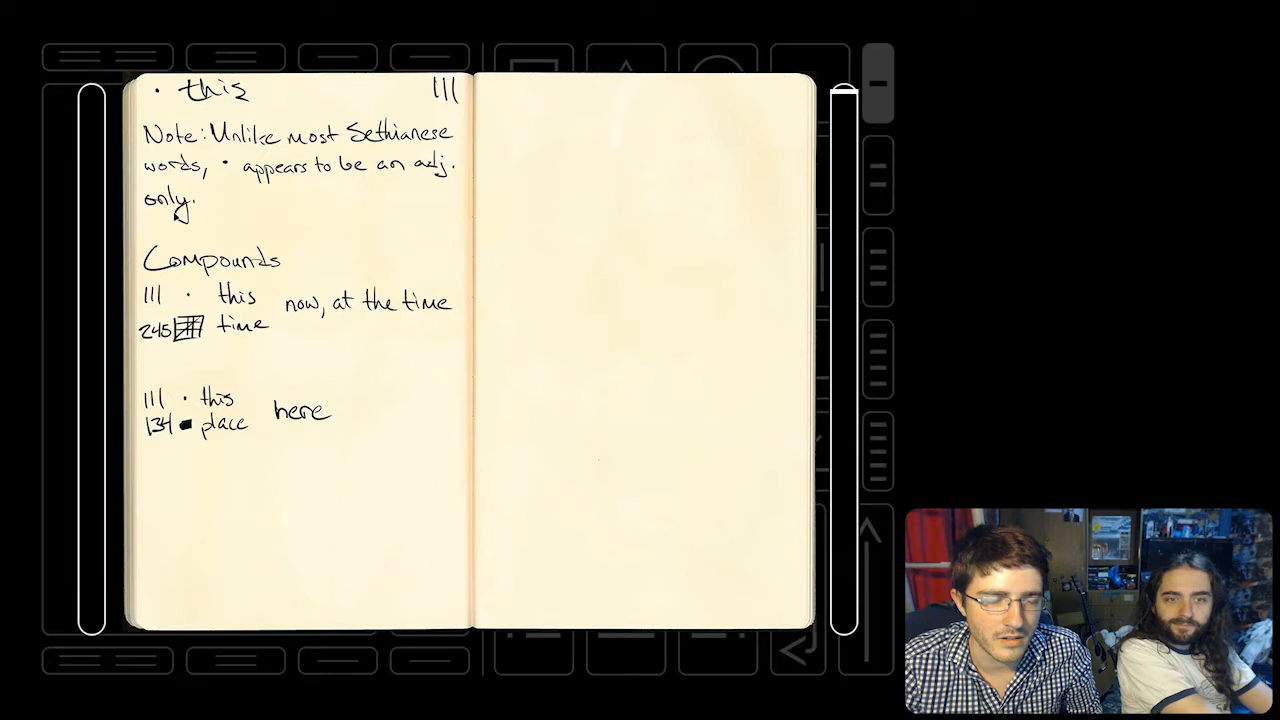 · this 111
Note: Unlike most Sethianese
words, · appears to be an adj.
only.
Compounds
111 · this now, at the time
245 time
111 · this here
134 place